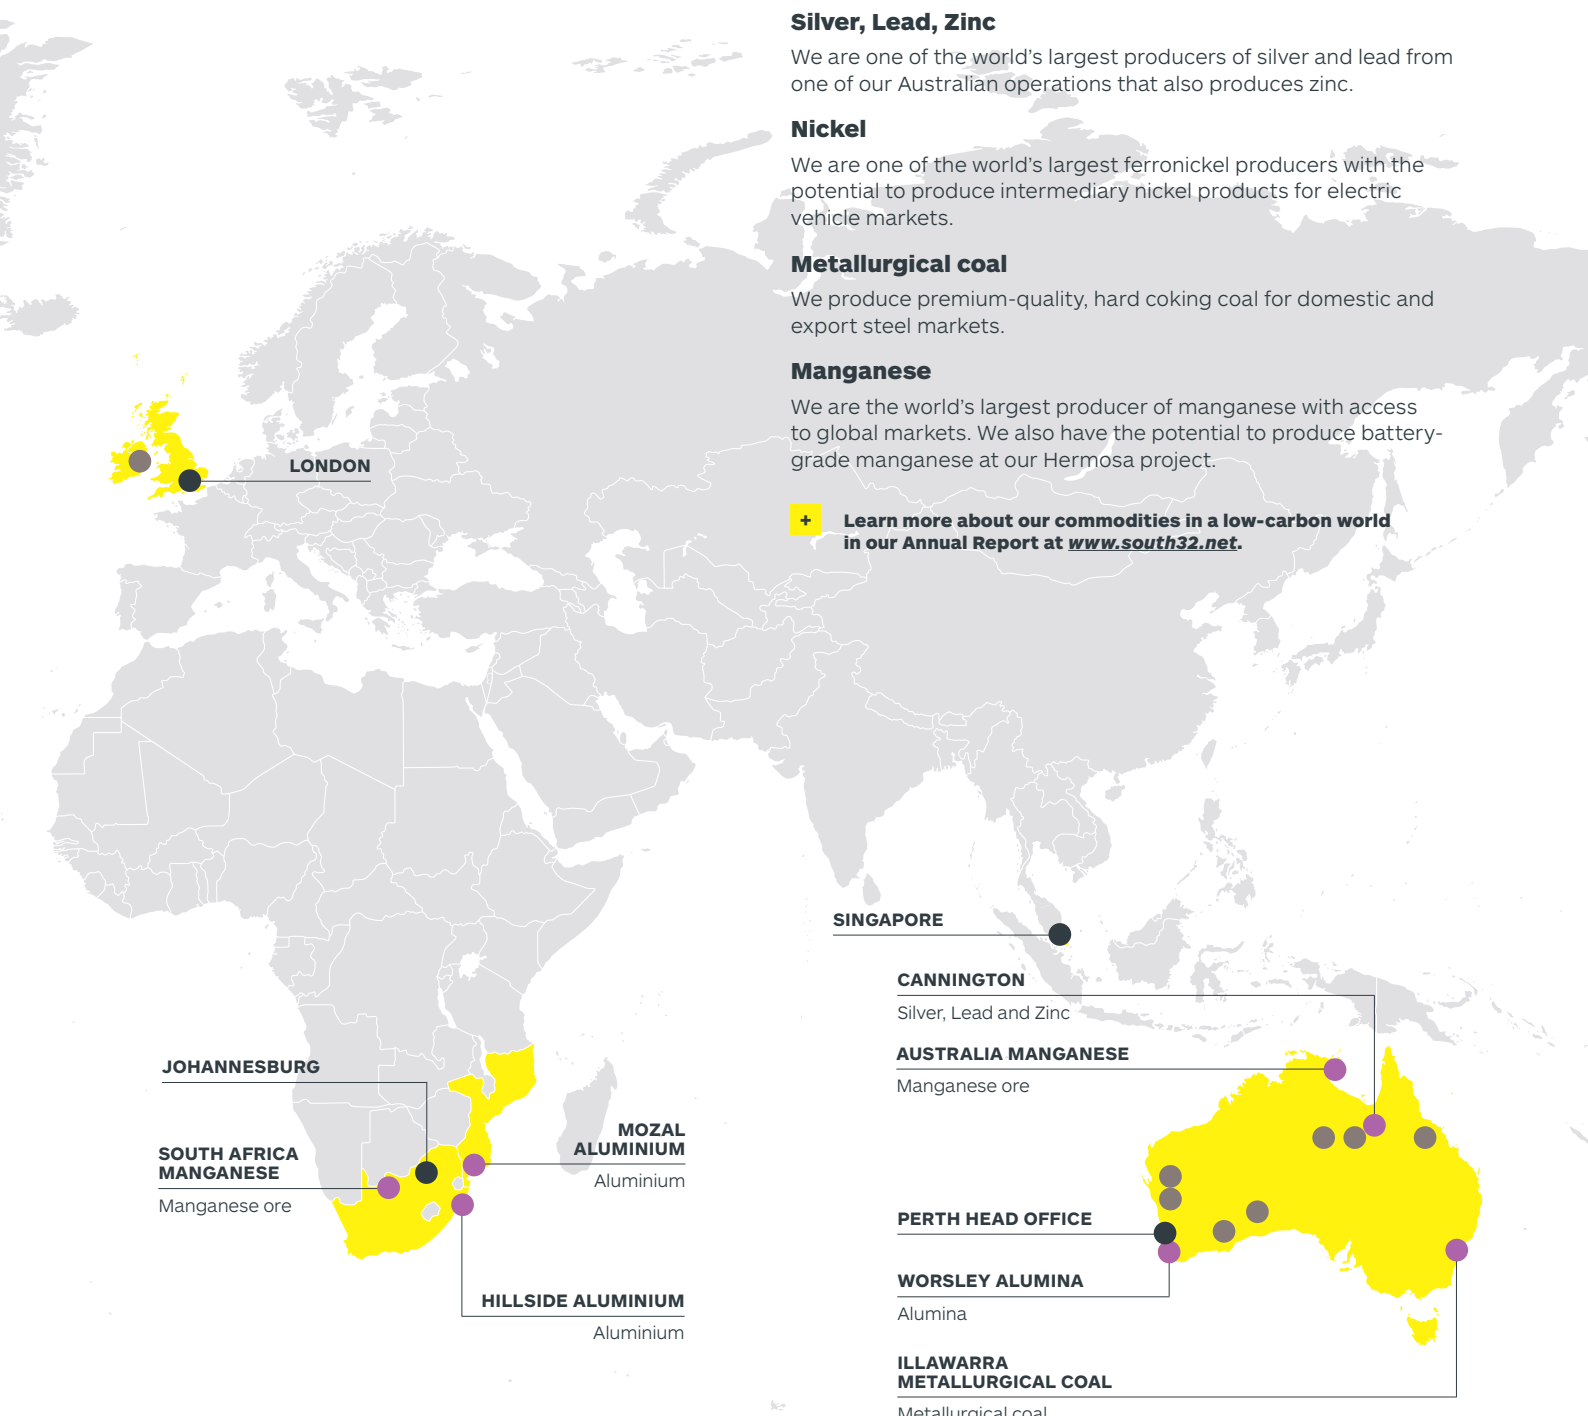 Silver, Lead, Zinc
We are one of the world's largest producers of silver and lead from
one of our Australian operations that also produces zinc.
Nickel
We are one of the world's largest ferronickel producers with the
potential to produce intermediary nickel products for electric
vehicle markets.
Metallurgical coal
We produce premium-quality, hard coking coal for domestic and
export steel markets.
Manganese
We are the world's largest producer of manganese with access
to global markets. We also have the potential to produce battery-
grade manganese at our Hermosa project.
+
Learn more about our commodities in a low-carbon world
in our Annual Report at www.south32.net.
LONDON
SINGAPORE
CANNINGTON
Silver, Lead and Zinc
AUSTRALIA MANGANESE
Manganese ore
JOHANNESBURG
SOUTH AFRICA
MANGANESE
Manganese ore
MOZAL
ALUMINIUM
Aluminium
HILLSIDE ALUMINIUM
Aluminium
PERTH HEAD OFFICE
WORSLEY ALUMINA
Alumina
ILLAWARRA
METALLURGICAL COAL
Metallurgical coal